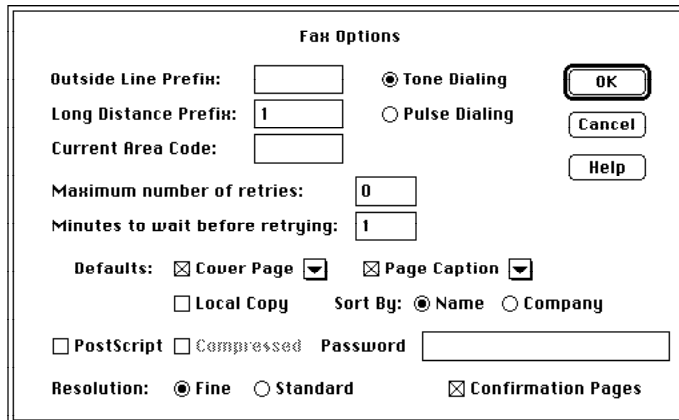 Fax Options
Outside Line Prefix: Tone Dialing OK
Long Distance Prefix: 1 Pulse Dialing Cancel
Current Area Code: Help
Maximum number of retries: 0
Minutes to wait before retrying: 1
Defaults: Cover Page Page Caption
Local Copy Sort By: Name Company
PostScript Compressed Password
Resolution: Fine Standard Confirmation Pages